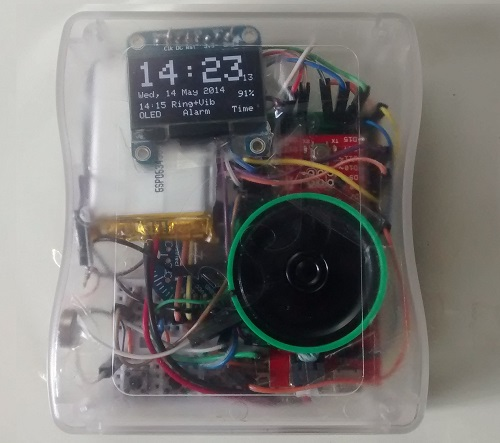 14:23 13
Wed, 14 May 2014 91%
14:15 Ring+Vib
OLED Alarm Time